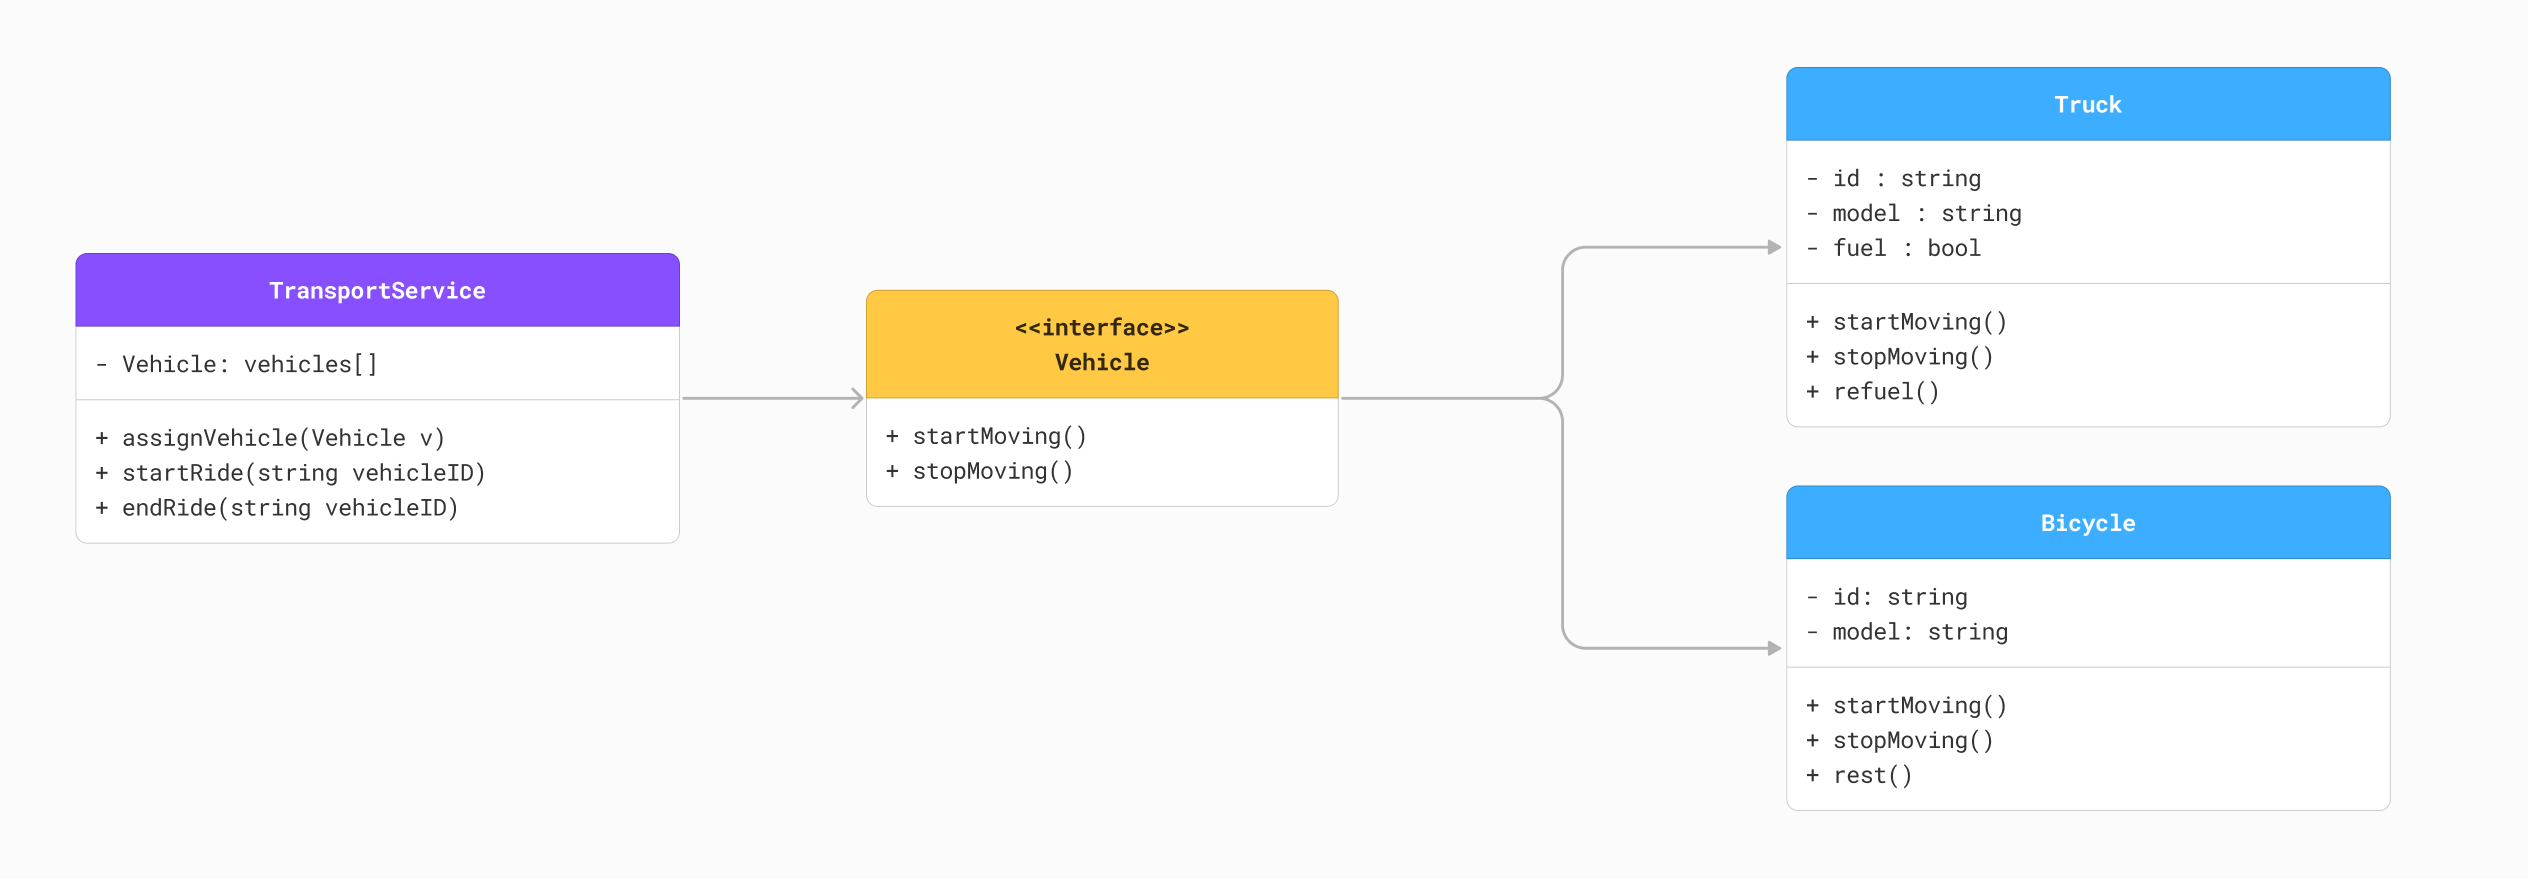 TransportService
- Vehicle: vehicles[]
+ assignVehicle(Vehicle v)
+ startRide(string vehicleID)
+ endRide(string vehicleID)
<<interface>>
Vehicle
+ startMoving()
+ stopMoving()
Truck
- id : string
- model : string
- fuel : bool
+ startMoving()
+ stopMoving()
+ refuel()
Bicycle
- id: string
- model: string
+ startMoving()
+ stopMoving()
+ rest()